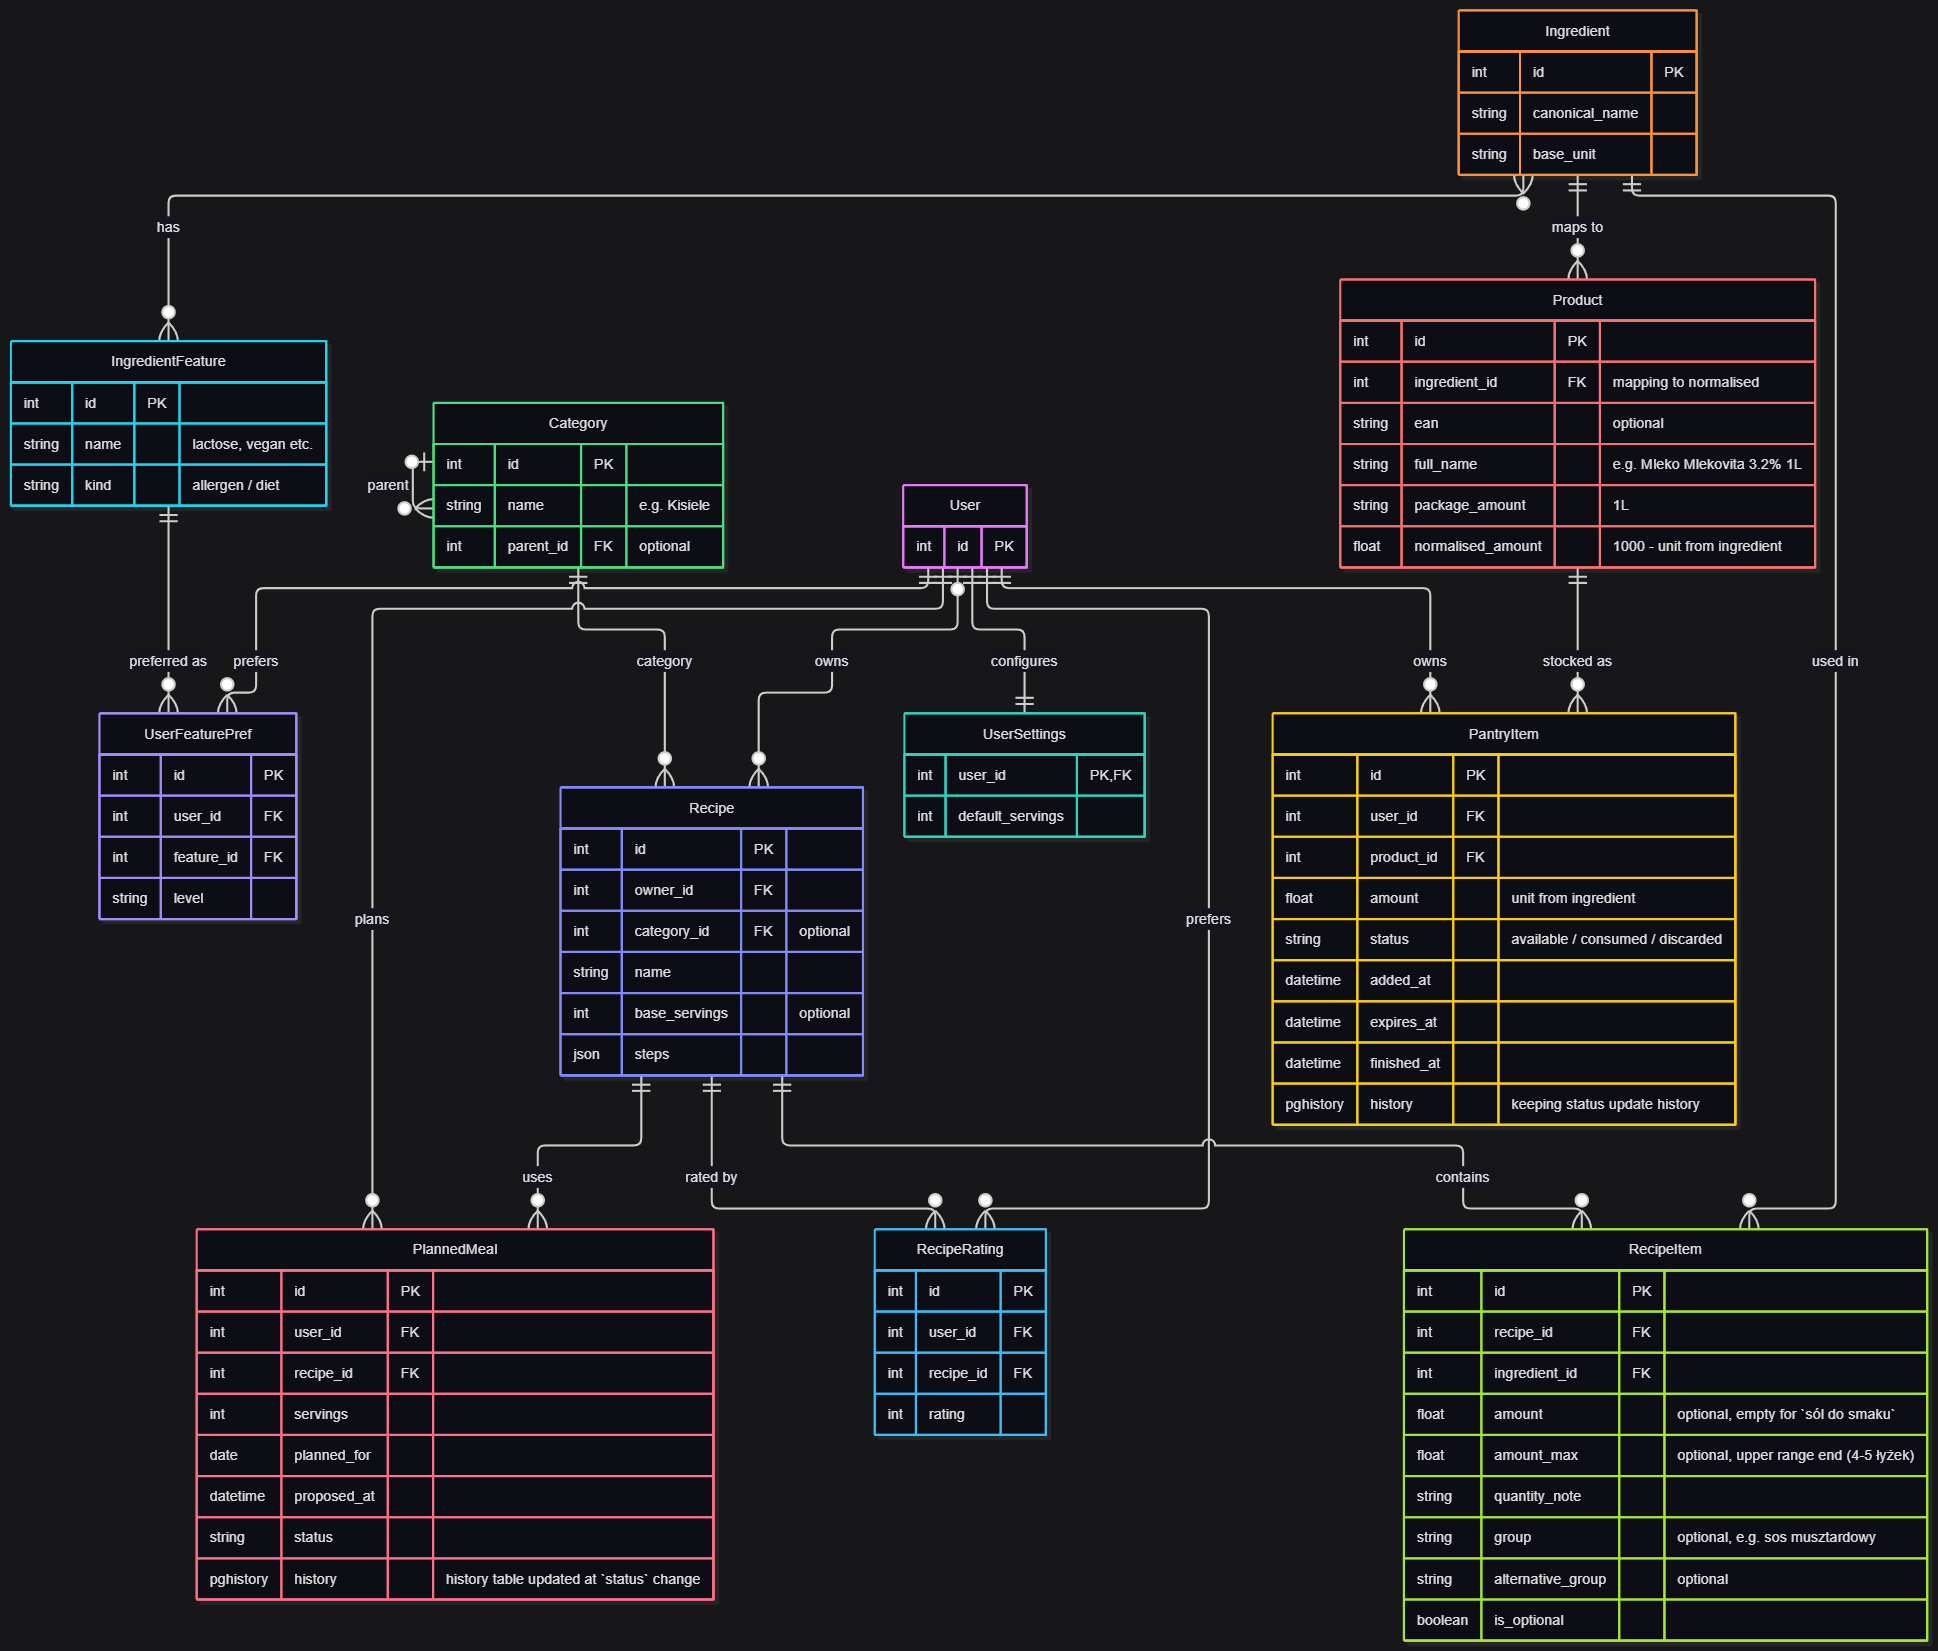 Ingredient
int id PK
string canonical_name
string base_unit
has
maps to
Product
int id PK
int ingredient_id FK mapping to normalised
string ean optional
string full_name e.g. Mleko Mlekovita 3.2% 1L
string package_amount 1L
float normalised_amount 1000 - unit from ingredient
IngredientFeature
int id PK
string name lactose, vegan etc.
string kind allergen / diet
Category
int id PK
string name e.g. Kisiele
int parent_id FK optional
parent
User
int id PK
preferred as
prefers
category
owns
configures
owns
stocked as
used in
UserFeaturePref
int id PK
int user_id FK
int feature_id FK
string level
Recipe
int id PK
int owner_id FK
int category_id FK optional
string name
int base_servings optional
json steps
UserSettings
int user_id PK,FK
int default_servings
PantryItem
int id PK
int user_id FK
int product_id FK
float amount unit from ingredient
string status available / consumed / discarded
datetime added_at
datetime expires_at
datetime finished_at
pghistory history keeping status update history
plans
prefers
uses
rated by
contains
PlannedMeal
int id PK
int user_id FK
int recipe_id FK
int servings
date planned_for
datetime proposed_at
string status
pghistory history history table updated at `status` change
RecipeRating
int id PK
int user_id FK
int recipe_id FK
int rating
RecipeItem
int id PK
int recipe_id FK
int ingredient_id FK
float amount optional, empty for `sól do smaku`
float amount_max optional, upper range end (4-5 łyżek)
string quantity_note
string group optional, e.g. sos musztardowy
string alternative_group optional
boolean is_optional